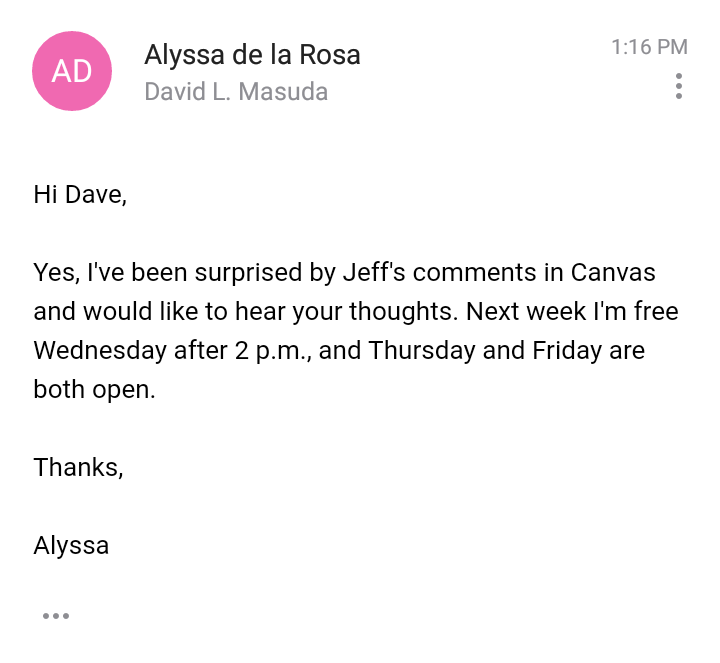 AD
Alyssa de la Rosa
1:16 PM
David L. Masuda
Hi Dave,
Yes, I've been surprised by Jeff's comments in Canvas
and would like to hear your thoughts. Next week I'm free
Wednesday after 2 p.m., and Thursday and Friday are
both open.
Thanks,
Alyssa